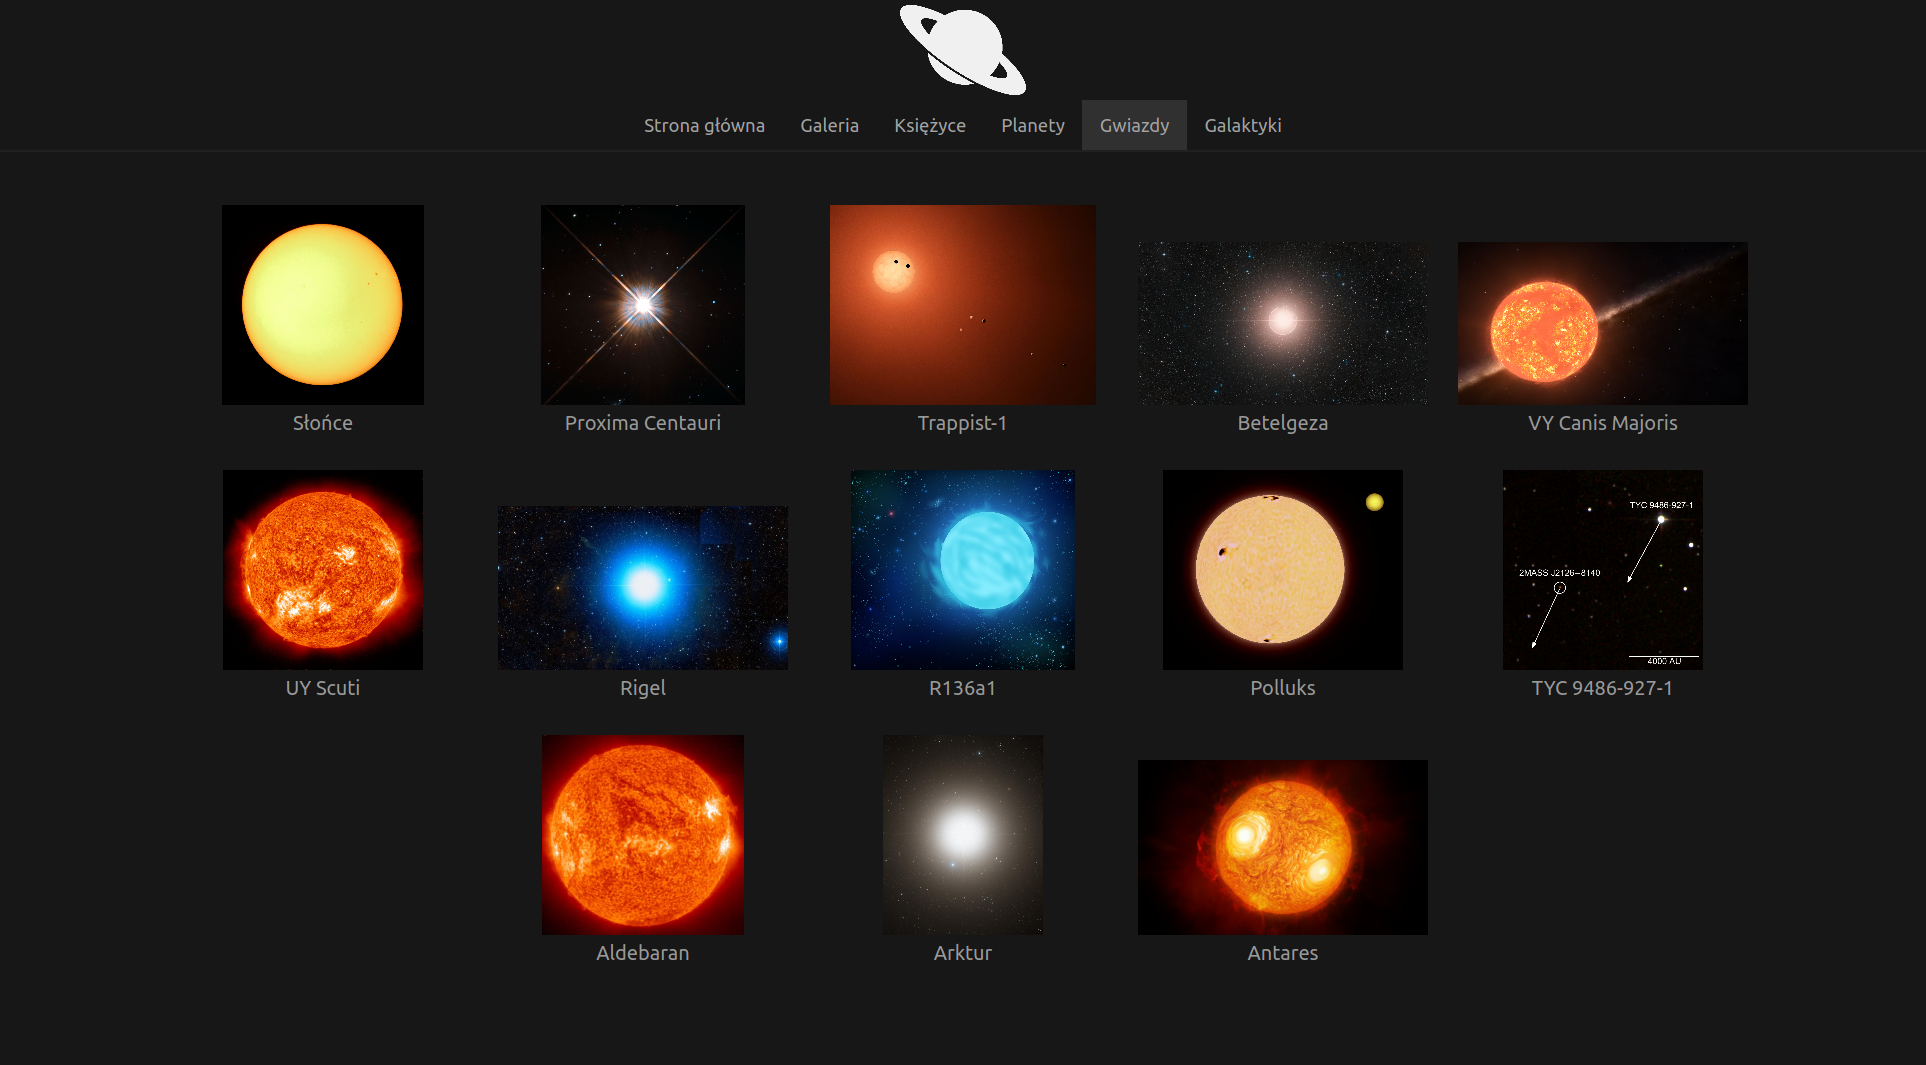 Strona główna Galeria Księżyce Planety Gwiazdy Galaktyki
Słońce Proxima Centauri Trappist-1 Betelgeza VY Canis Majoris
TYC 9486-927-1
2MASS J2126–8140
4000 AU
UY Scuti Rigel R136a1 Polluks TYC 9486-927-1
Aldebaran Arktur Antares